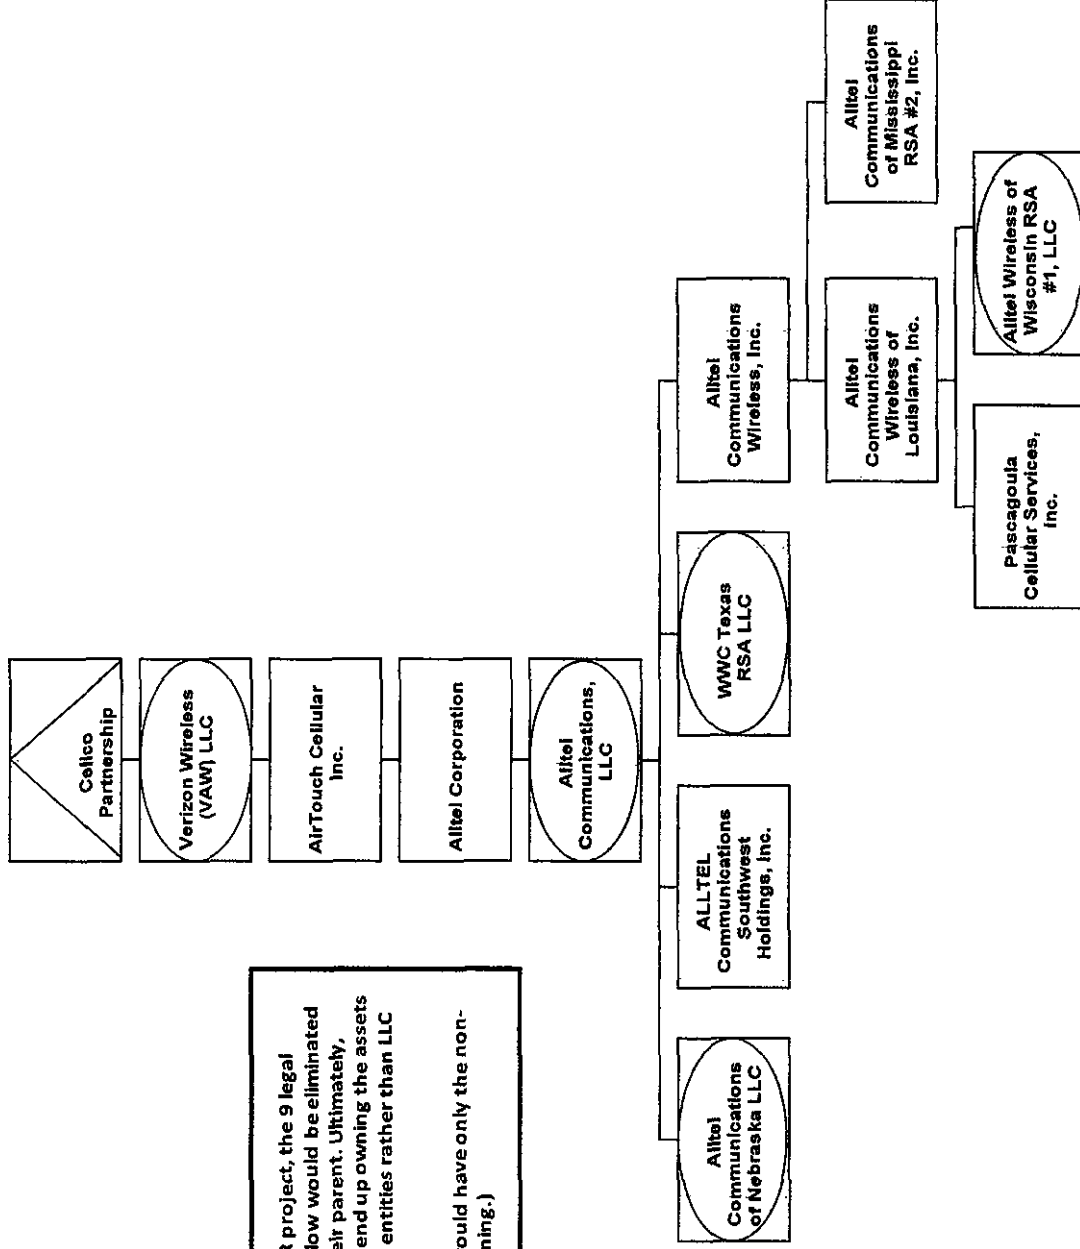 Cellco
Partnership
Verizon Wireless
(VAW) LLC
AirTouch Cellular
Inc.
Alltel Corporation
Alltel
Communications,
LLC
project, the 9 legal
would be eliminated
parent. Ultimately,
end up owning the assets
entities rather than LLC
have only the non-
Alltel
Communications
of Nebraska LLC
ALLTEL
Communications
Southwest
Holdings, Inc.
WWC Texas
RSA LLC
Alltel
Communications
Wireless, Inc.
Alltel
Communications
Wireless of
Louisiana, Inc.
Alltel
Communications
of Mississippi
RSA #2, Inc.
Pascagoula
Cellular Services,
Inc.
Alltel Wireless of
Wisconsin RSA
#1, LLC